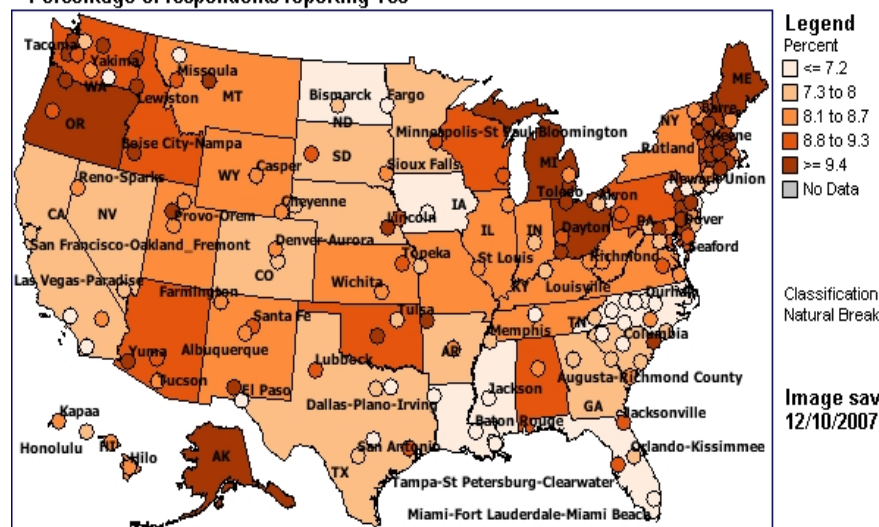 Percentage of respondents reporting Yes
Legend
Percent
<= 7.2
7.3 to 8
8.1 to 8.7
8.8 to 9.3
>= 9.4
No Data
Classification
Natural Break
Image sav
12/10/2007
Tacoma
Yakima
WA
Lewiston
Missoula
MT
Bismarck
ND
Fargo
ME
Barre
NY
Keene
Rutland
OR
Boise City-Nampa
Minneapolis-St Paul-Bloomington
SD
Sioux Falls
MI
Newark-Union
WY
Casper
Reno-Sparks
Cheyenne
Lincoln
IA
Toledo
Akron
PA
Dover
CA
NV
Provo-Orem
Denver-Aurora
IL
IN
Dayton
Seaford
San Francisco-Oakland_Fremont
CO
Topeka
St Louis
Richmond
Las Vegas-Paradise
Farmington
Wichita
KY
Louisville
Durham
Santa Fe
Tulsa
Memphis
TN
Columbia
Yuma
Albuquerque
Lubbock
AR
Tucson
El Paso
Dallas-Plano-Irving
Jackson
Augusta-Richmond County
GA
Kapaa
Baton Rouge
Jacksonville
Honolulu
HI
Hilo
AK
San Antonio
TX
Orlando-Kissimmee
Tampa-St Petersburg-Clearwater
Miami-Fort Lauderdale-Miami Beach